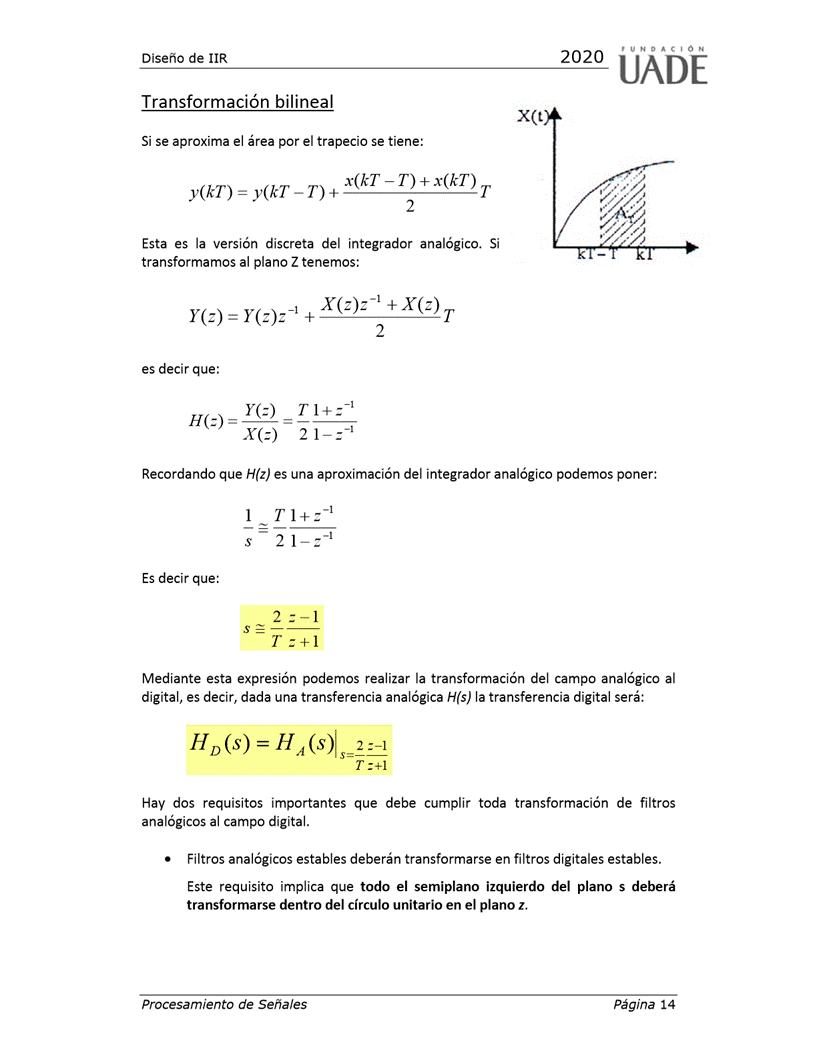 Diseño de IIR 2020 FUNDACIÓN UADE
Transformación bilineal
Si se aproxima el área por el trapecio se tiene:
y(kT) = y(kT − T) + \frac{x(kT − T) + x(kT)}{2} T
X(t)
A_T
kT−T kT
Esta es la versión discreta del integrador analógico. Si
transformamos al plano Z tenemos:
Y(z) = Y(z)z^{−1} + \frac{X(z)z^{−1} + X(z)}{2} T
es decir que:
H(z) = \frac{Y(z)}{X(z)} = \frac{T}{2} \frac{1 + z^{−1}}{1 − z^{−1}}
Recordando que H(z) es una aproximación del integrador analógico podemos poner:
\frac{1}{s} ≅ \frac{T}{2} \frac{1 + z^{−1}}{1 − z^{−1}}
Es decir que:
s ≅ \frac{2}{T} \frac{z − 1}{z + 1}
Mediante esta expresión podemos realizar la transformación del campo analógico al
digital, es decir, dada una transferencia analógica H(s) la transferencia digital será:
H_D(s) = H_A(s)|_{s=\frac{2}{T}\frac{z−1}{z+1}}
Hay dos requisitos importantes que debe cumplir toda transformación de filtros
analógicos al campo digital.
• Filtros analógicos estables deberán transformarse en filtros digitales estables.
Este requisito implica que todo el semiplano izquierdo del plano s deberá
transformarse dentro del círculo unitario en el plano z.
Procesamiento de Señales Página 14